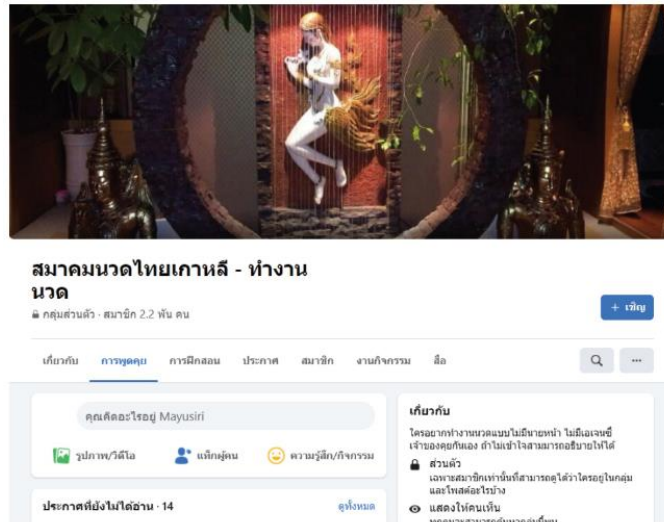 สมาคมนวดไทยเกาหลี - ทำงาน
นวด
กลุ่มส่วนตัว · สมาชิก 2.2 พัน คน
+ เชิญ
เกี่ยวกับ การพูดคุย การฝึกสอน ประกาศ สมาชิก งานกิจกรรม สื่อ
คุณคิดอะไรอยู่ Mayusiri
รูปภาพ/วิดีโอ แท็กผู้คน ความรู้สึก/กิจกรรม
ประกาศที่ยังไม่ได้อ่าน · 14 ดูทั้งหมด
เกี่ยวกับ
ใครอยากทำงานนวดแบบไม่มีนายหน้า ไม่มีเอเจนซี่
เจ้าของคุยกันเอง ถ้าไม่เข้าใจสามารถอธิบายให้ได้
ส่วนตัว
เฉพาะสมาชิกเท่านั้นที่สามารถดูได้ว่าใครอยู่ในกลุ่ม
และโพสต์อะไรบ้าง
แสดงให้คนเห็น